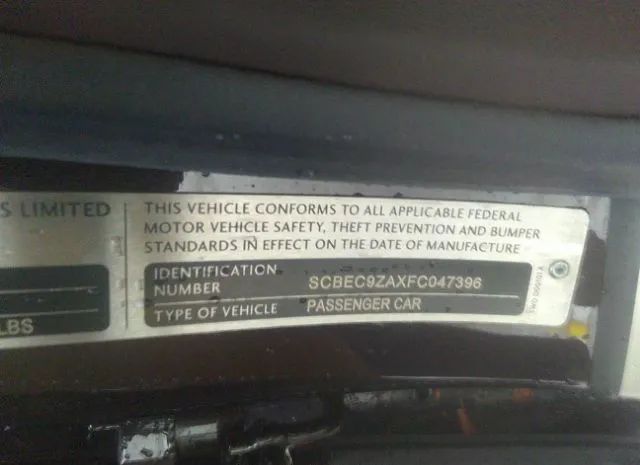 S LIMITED
THIS VEHICLE CONFORMS TO ALL APPLICABLE FEDERAL
MOTOR VEHICLE SAFETY, THEFT PREVENTION AND BUMPER
STANDARDS IN EFFECT ON THE DATE OF MANUFACTURE
IDENTIFICATION
NUMBER
SCBEC9ZAXFC047396
TYPE OF VEHICLE
PASSENGER CAR
LBS